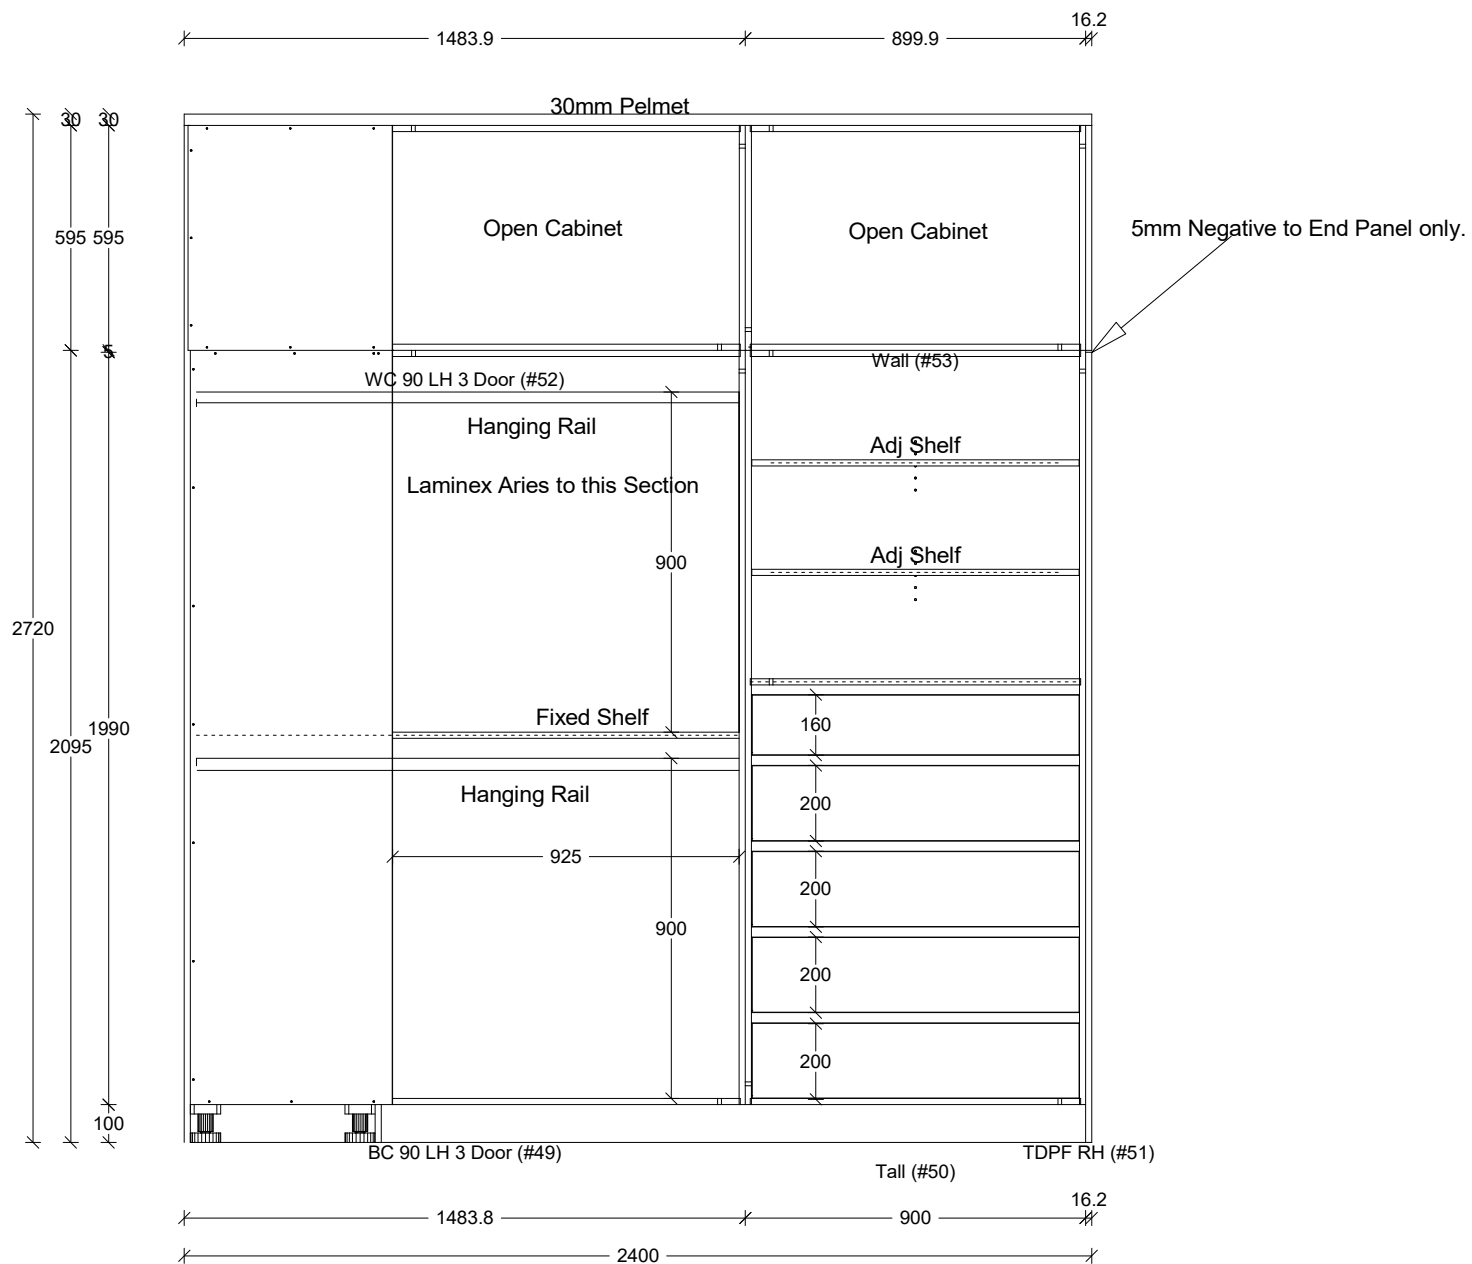 16.2
1483.9
899.9
30mm Pelmet
30
30
595
595
Open Cabinet
Open Cabinet
5mm Negative to End Panel only.
5
Wall (#53)
WC 90 LH 3 Door (#52)
Hanging Rail
Adj Shelf
Laminex Aries to this Section
Adj Shelf
900
2720
Fixed Shelf
160
1990
2095
Hanging Rail
200
925
200
900
200
200
100
BC 90 LH 3 Door (#49)
TDPF RH (#51)
Tall (#50)
16.2
1483.8
900
2400